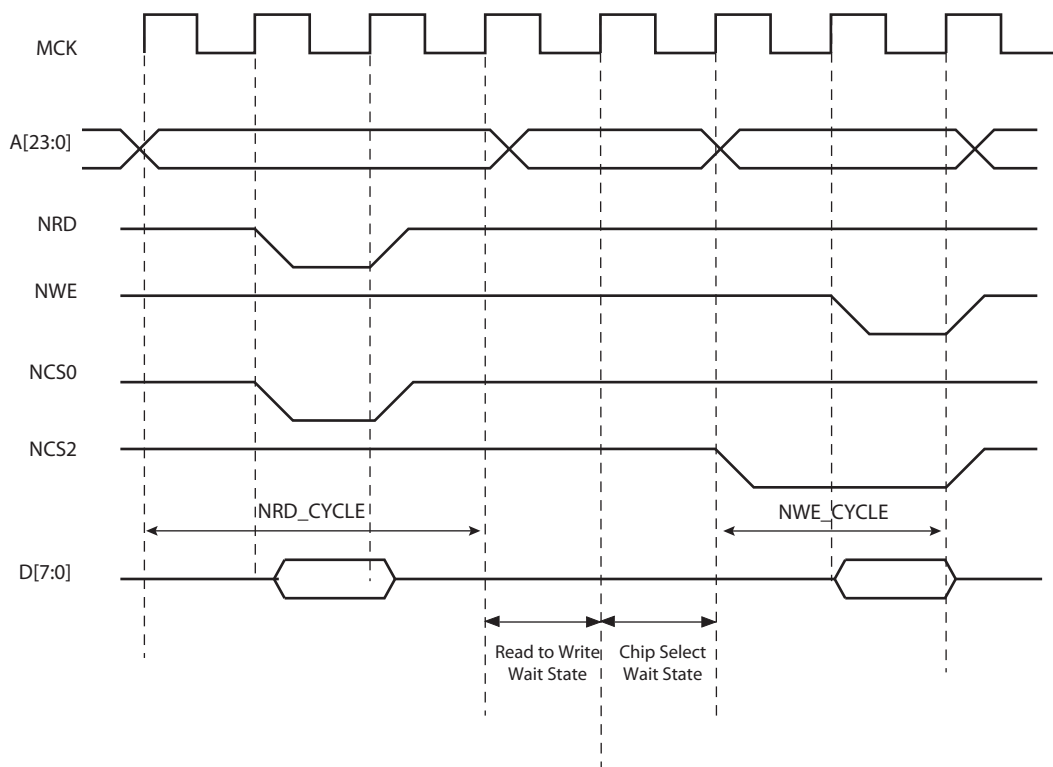 MCK
A[23:0]
NRD
NWE
NCS0
NCS2
NRD_CYCLE
NWE_CYCLE
D[7:0]
Read to Write
Wait State
Chip Select
Wait State